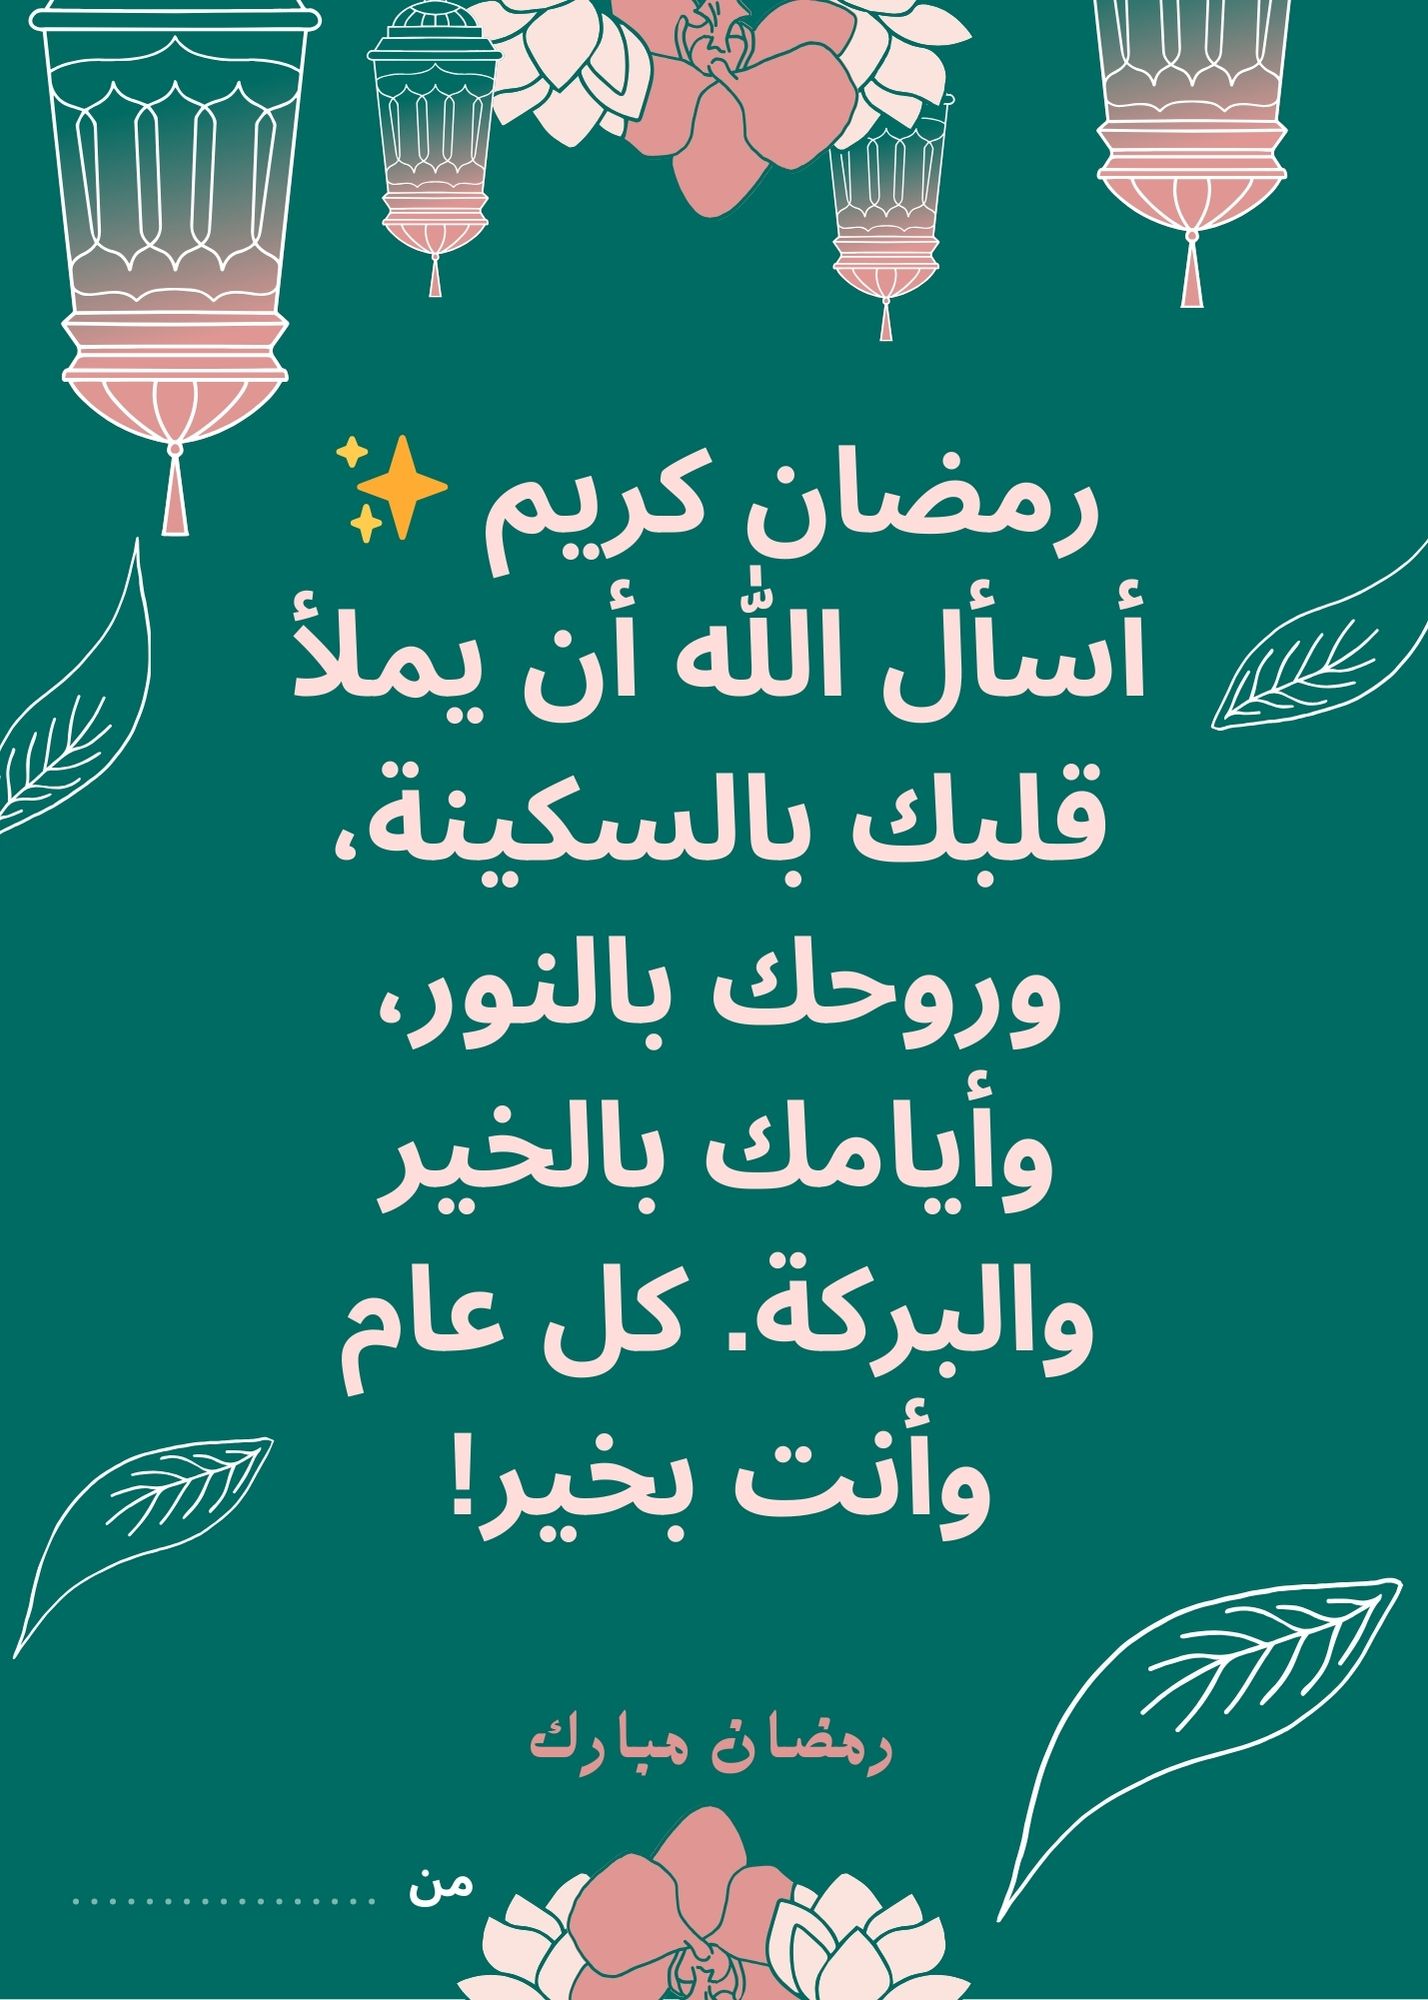 رمضان كريم ✨
أسأل الله أن يملأ
قلبك بالسكينة،
وروحك بالنور،
وأيامك بالخير
والبركة. كل عام
وأنت بخير!
رمضان مبارك
من ..................